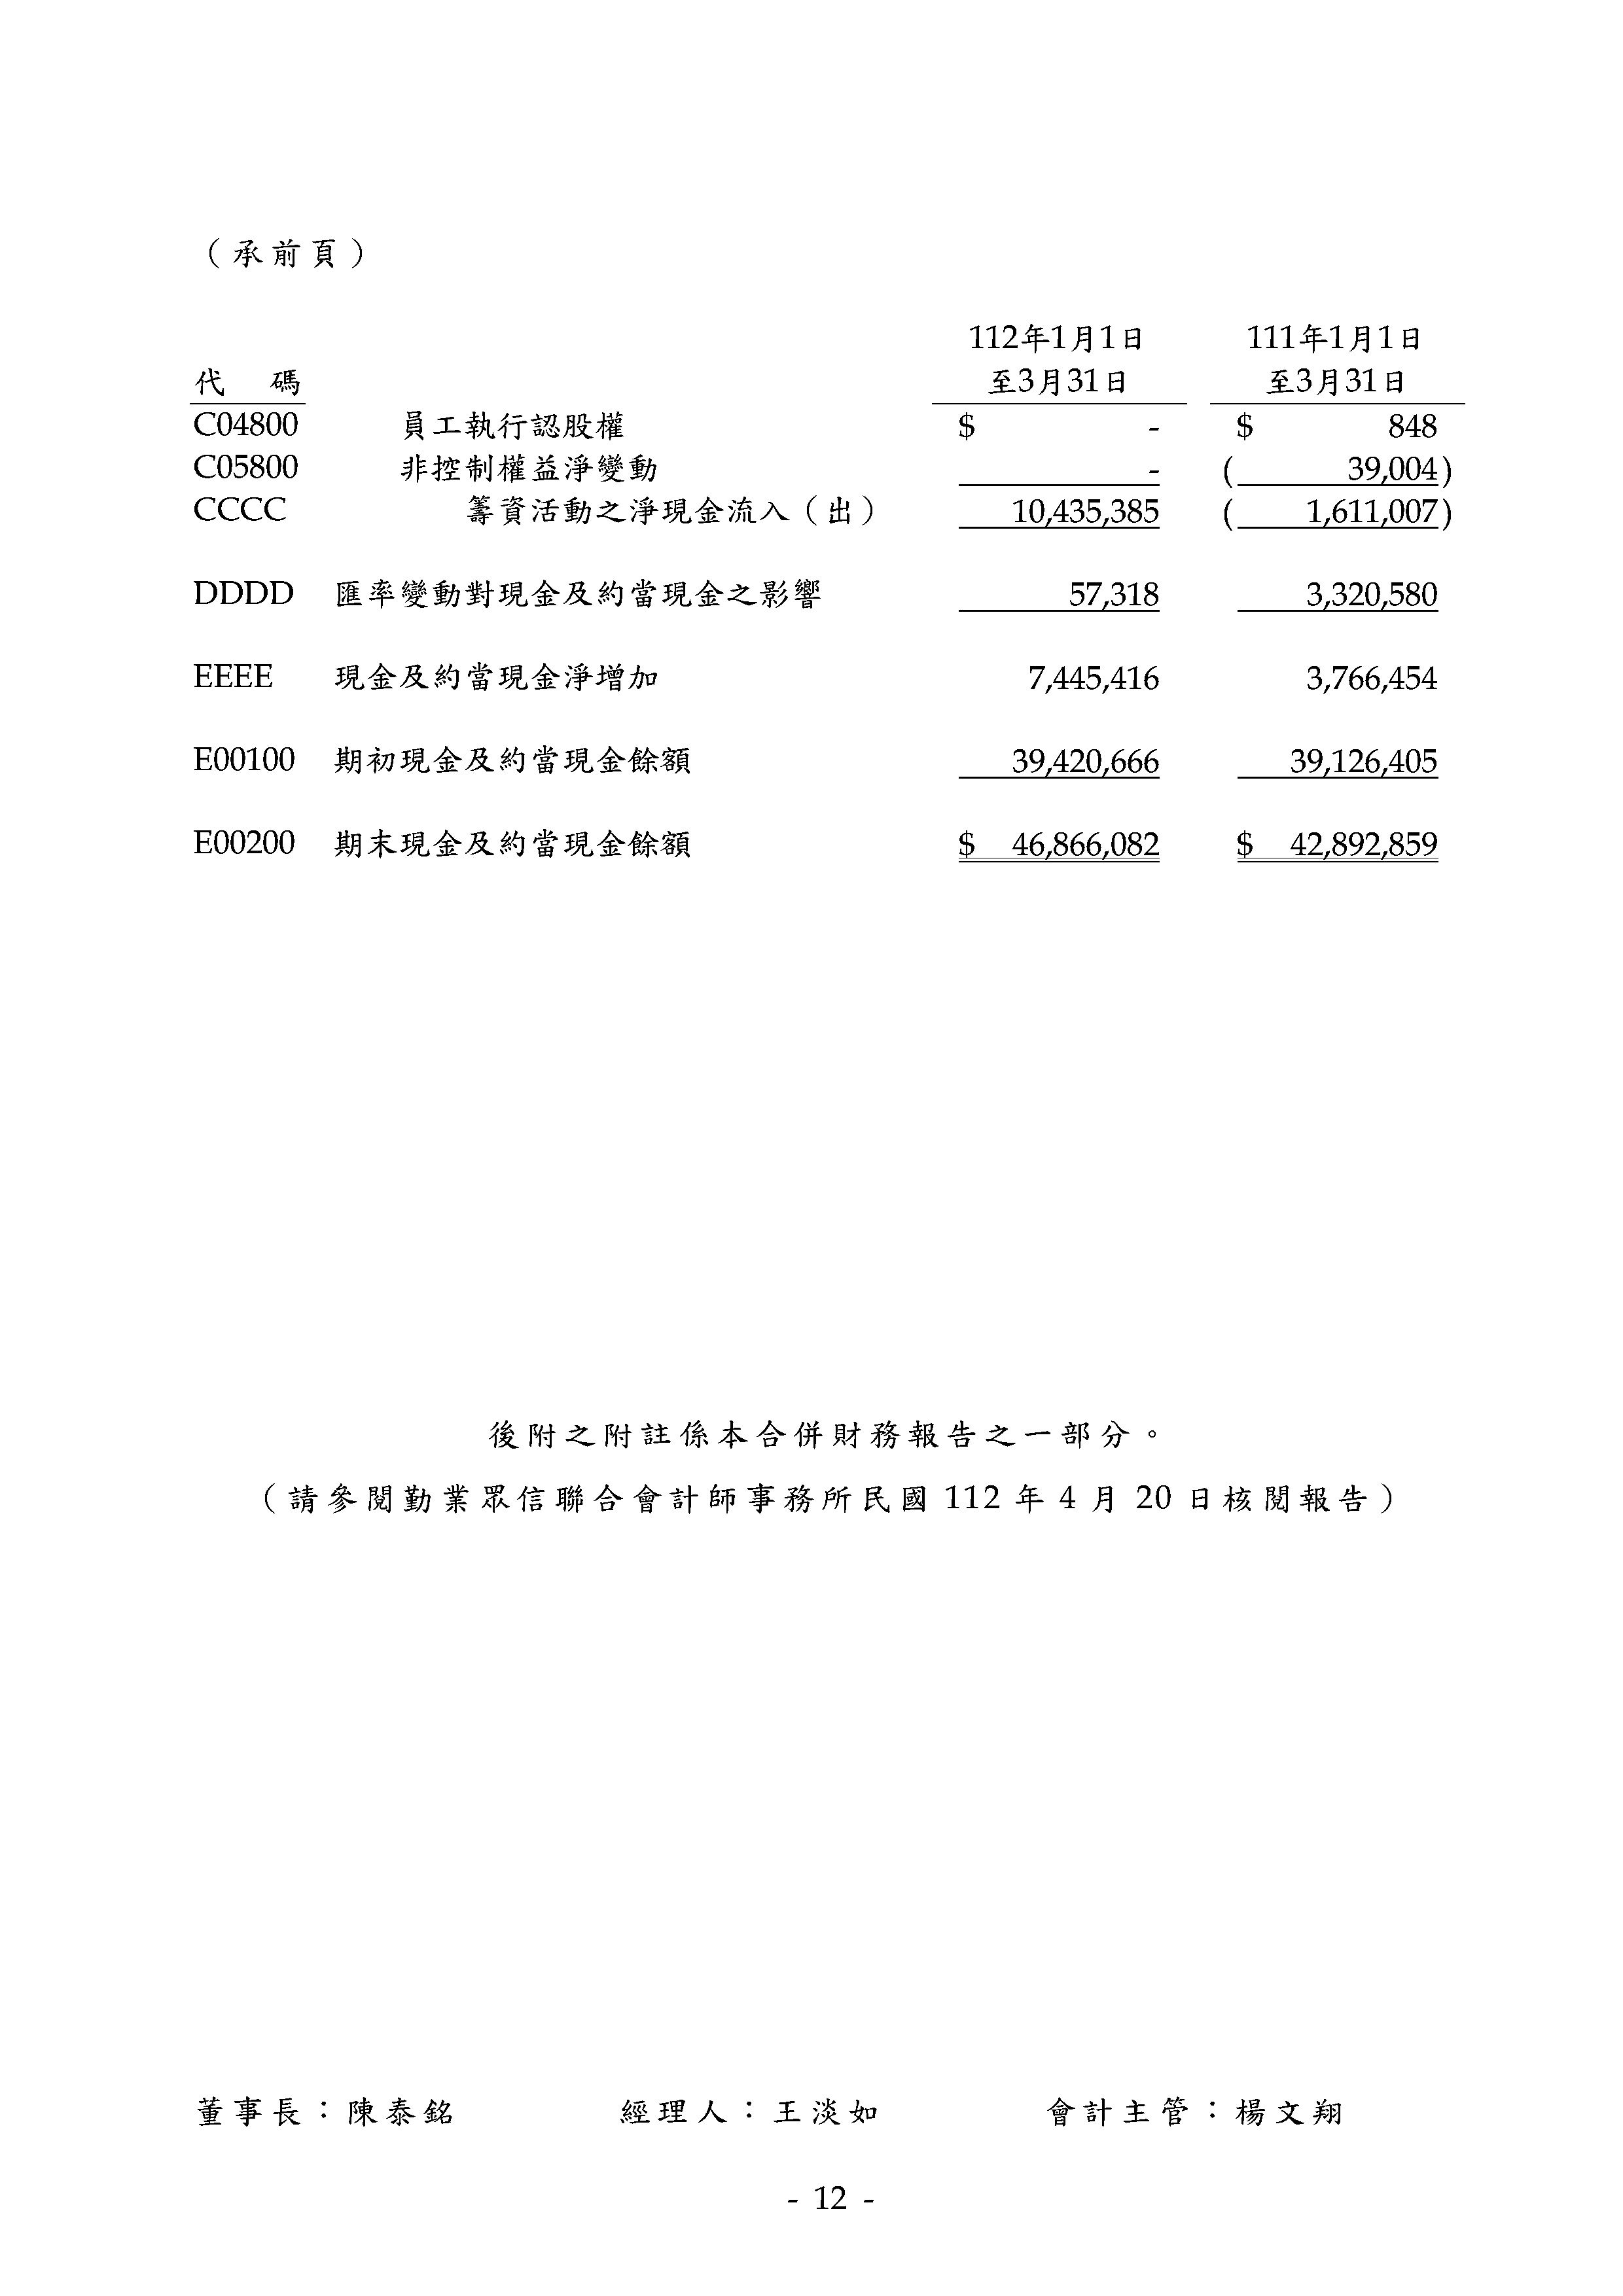 （承前頁）
112年1月1日 111年1月1日
代 碼 至3月31日 至3月31日
C04800 員工執行認股權 $ - $ 848
C05800 非控制權益淨變動 - ( 39,004)
CCCC 籌資活動之淨現金流入（出） 10,435,385 ( 1,611,007)
DDDD 匯率變動對現金及約當現金之影響 57,318 3,320,580
EEEE 現金及約當現金淨增加 7,445,416 3,766,454
E00100 期初現金及約當現金餘額 39,420,666 39,126,405
E00200 期末現金及約當現金餘額 $ 46,866,082 $ 42,892,859
後附之附註係本合併財務報告之一部分。
（請參閱勤業眾信聯合會計師事務所民國 112 年 4 月 20 日核閱報告）
董事長：陳泰銘 經理人：王淡如 會計主管：楊文翔
- 12 -